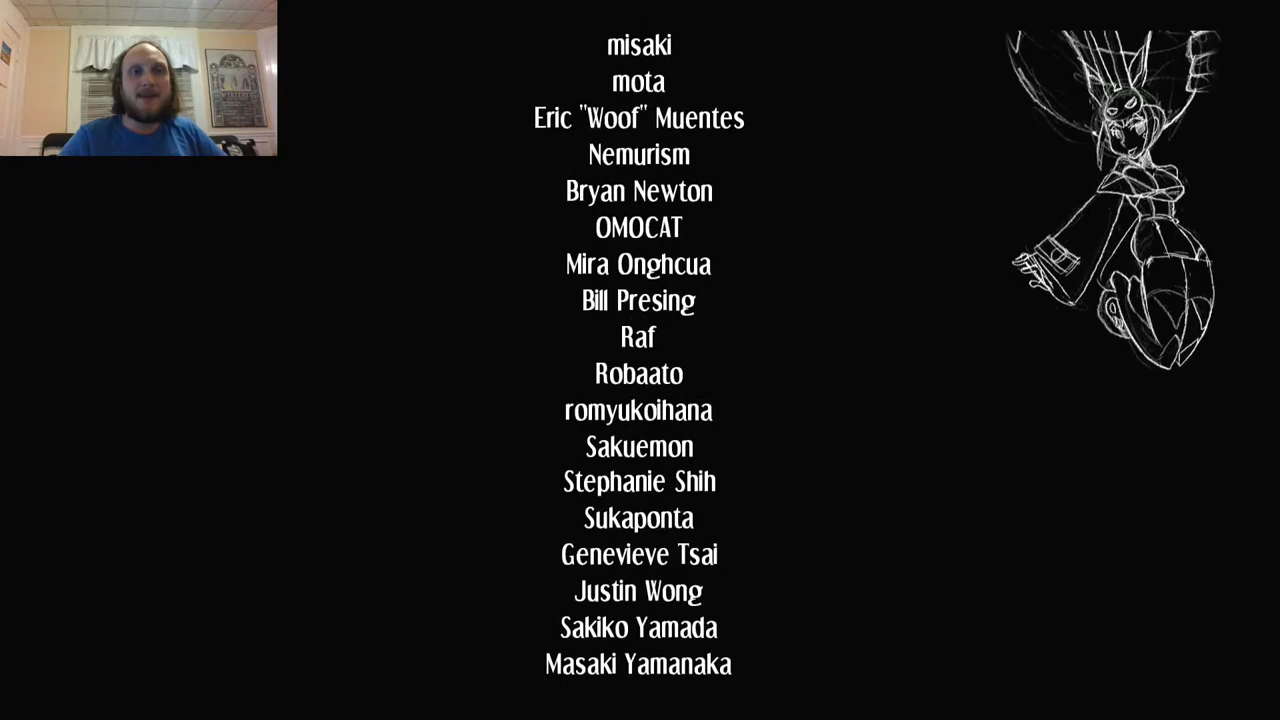 misaki
mota
Eric "Woof" Muentes
Nemurism
Bryan Newton
OMOCAT
Mira Onghcua
Bill Presing
Raf
Robaato
romyukoihana
Sakuemon
Stephanie Shih
Sukaponta
Genevieve Tsai
Justin Wong
Sakiko Yamada
Masaki Yamanaka